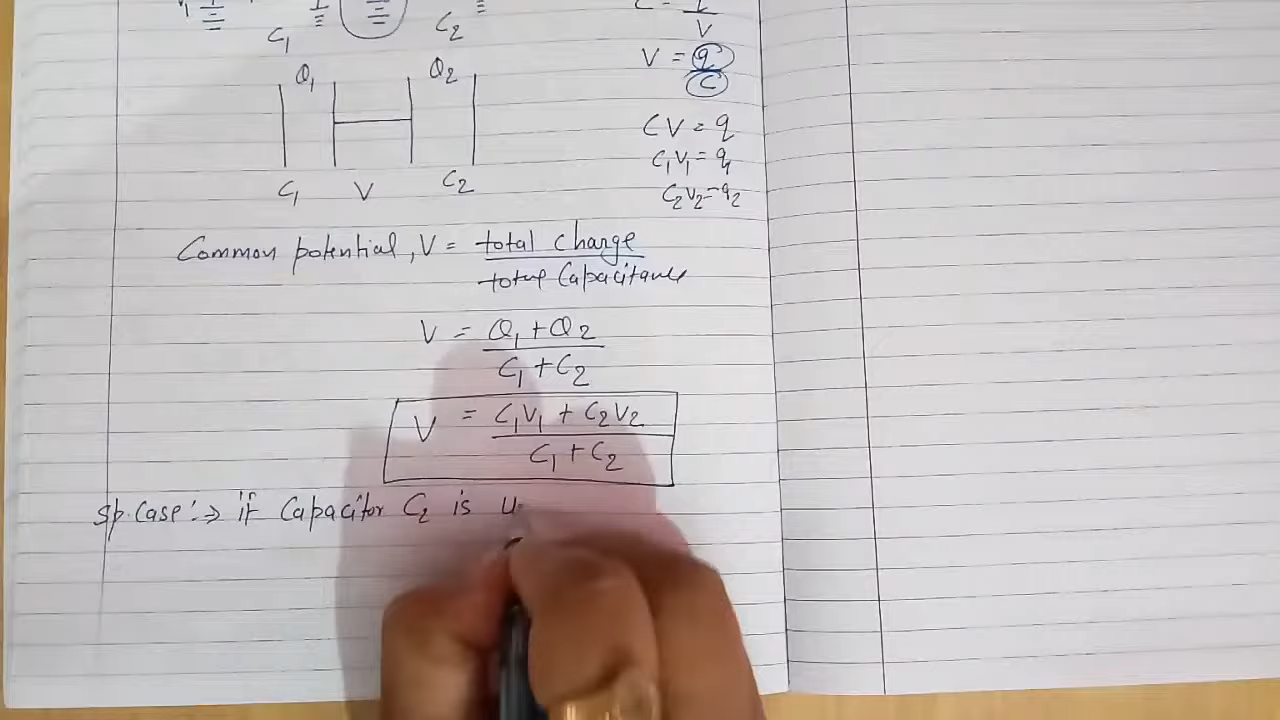 C₁ C₂
V
V = q/C
Q₁ Q₂
CV = q
C₁V₁ = q₁
C₂V₂ = q₂
C₁ V C₂
Common potential, V = total charge / total Capacitance
V = Q₁ + Q₂ / C₁ + C₂
V = C₁V₁ + C₂V₂ / C₁ + C₂
Sp. Case :→ if Capacitor C₂ is